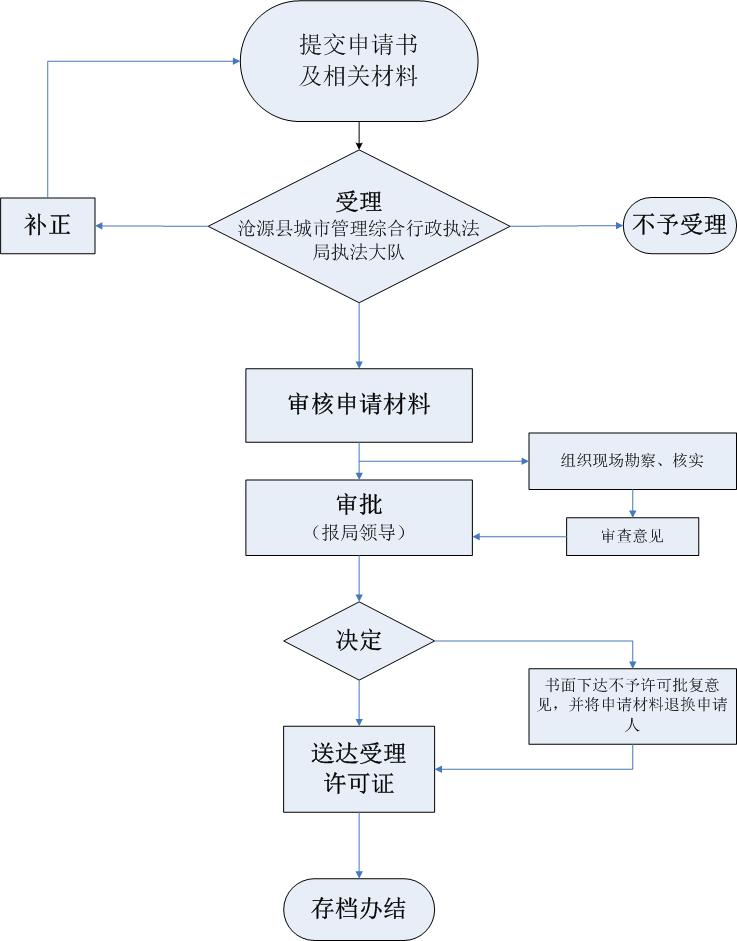 提交申请书
及相关材料
受理
沧源县城市管理综合行政执法
局执法大队
补正
不予受理
审核申请材料
组织现场勘察、核实
审批
（报局领导）
审查意见
决定
书面下达不予许可批复意
见，并将申请材料退换申请
人
送达受理
许可证
存档办结